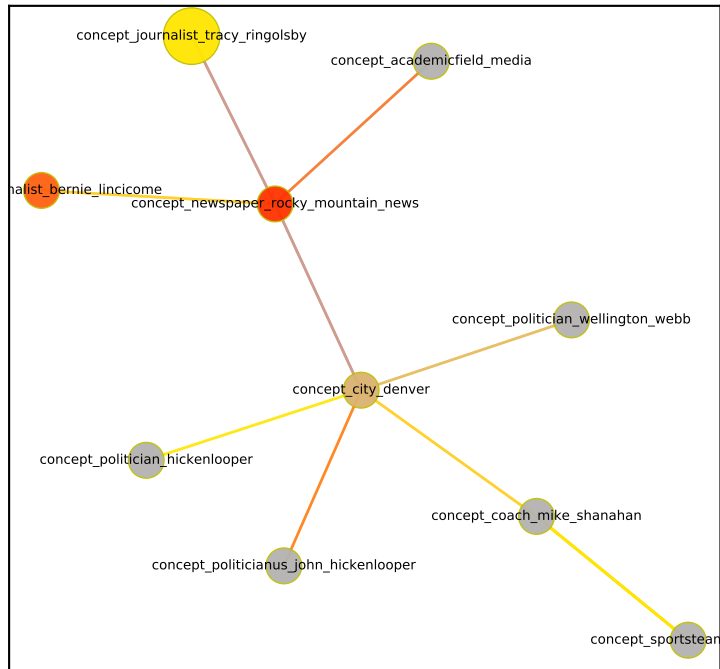 concept_journalist_tracy_ringolsby
concept_academicfield_media
nalist_bernie_lincicome
concept_newspaper_rocky_mountain_news
concept_politician_wellington_webb
concept_city_denver
concept_politician_hickenlooper
concept_coach_mike_shanahan
concept_politicianus_john_hickenlooper
concept_sportstean